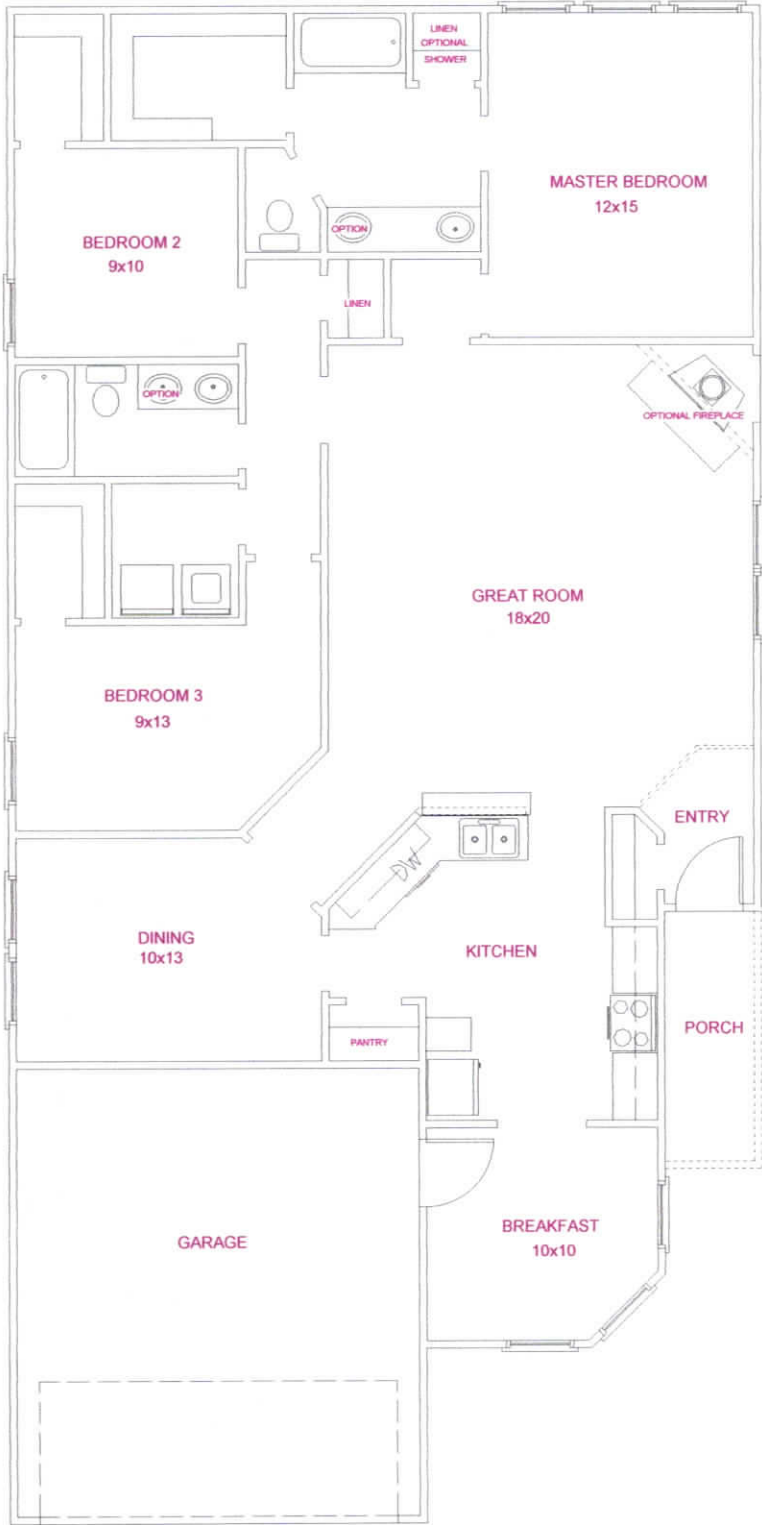 LINEN
OPTIONAL
SHOWER
MASTER BEDROOM
12x15
BEDROOM 2
9x10
OPTION
LINEN
OPTION
OPTIONAL FIREPLACE
GREAT ROOM
18x20
BEDROOM 3
9x13
ENTRY
DW
DINING
10x13
KITCHEN
PORCH
PANTRY
BREAKFAST
10x10
GARAGE